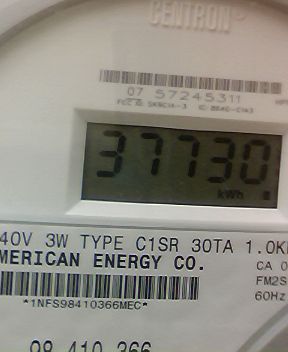 CENTRON
07 57245311
37730
kWh
40V 3W TYPE C1SR 30TA 1.0K
MERICAN ENERGY CO.
CA 0
FM2S
*1NFS98410366MEC*
60Hz
98 410 366